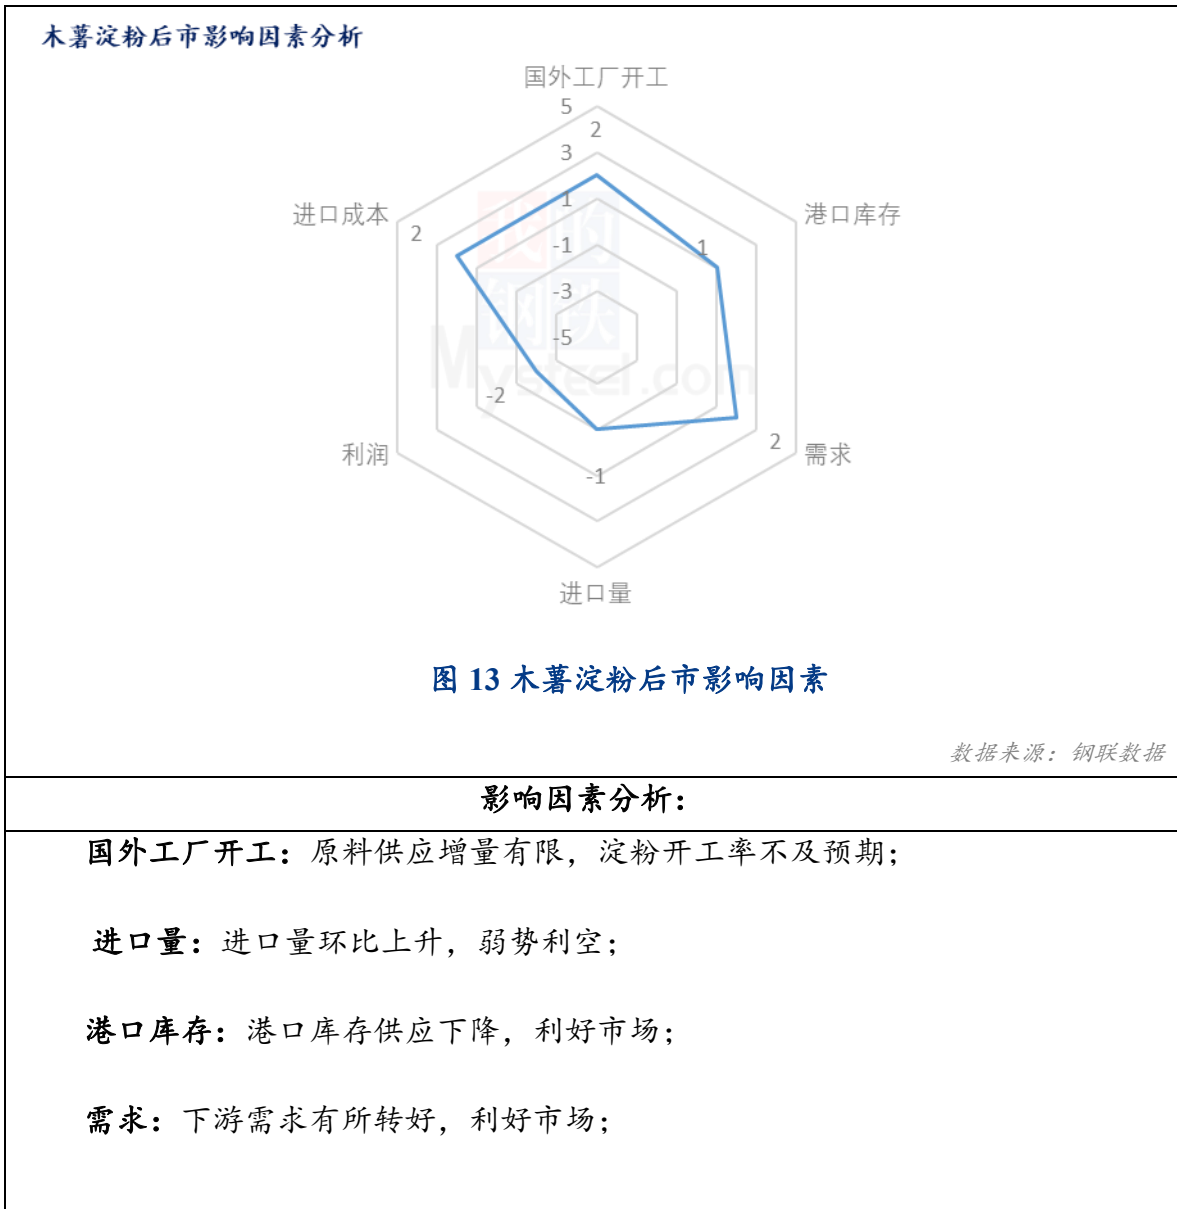 木薯淀粉后市影响因素分析
国外工厂开工
5
2
3
进口成本
2
1
港口库存
-1
1
-3
-5
-2
利润
2
需求
-1
进口量
我的
钢铁
Mysteel.com
图 13 木薯淀粉后市影响因素
数据来源：钢联数据
影响因素分析：
国外工厂开工：原料供应增量有限，淀粉开工率不及预期；
进口量：进口量环比上升，弱势利空；
港口库存：港口库存供应下降，利好市场；
需求：下游需求有所转好，利好市场；